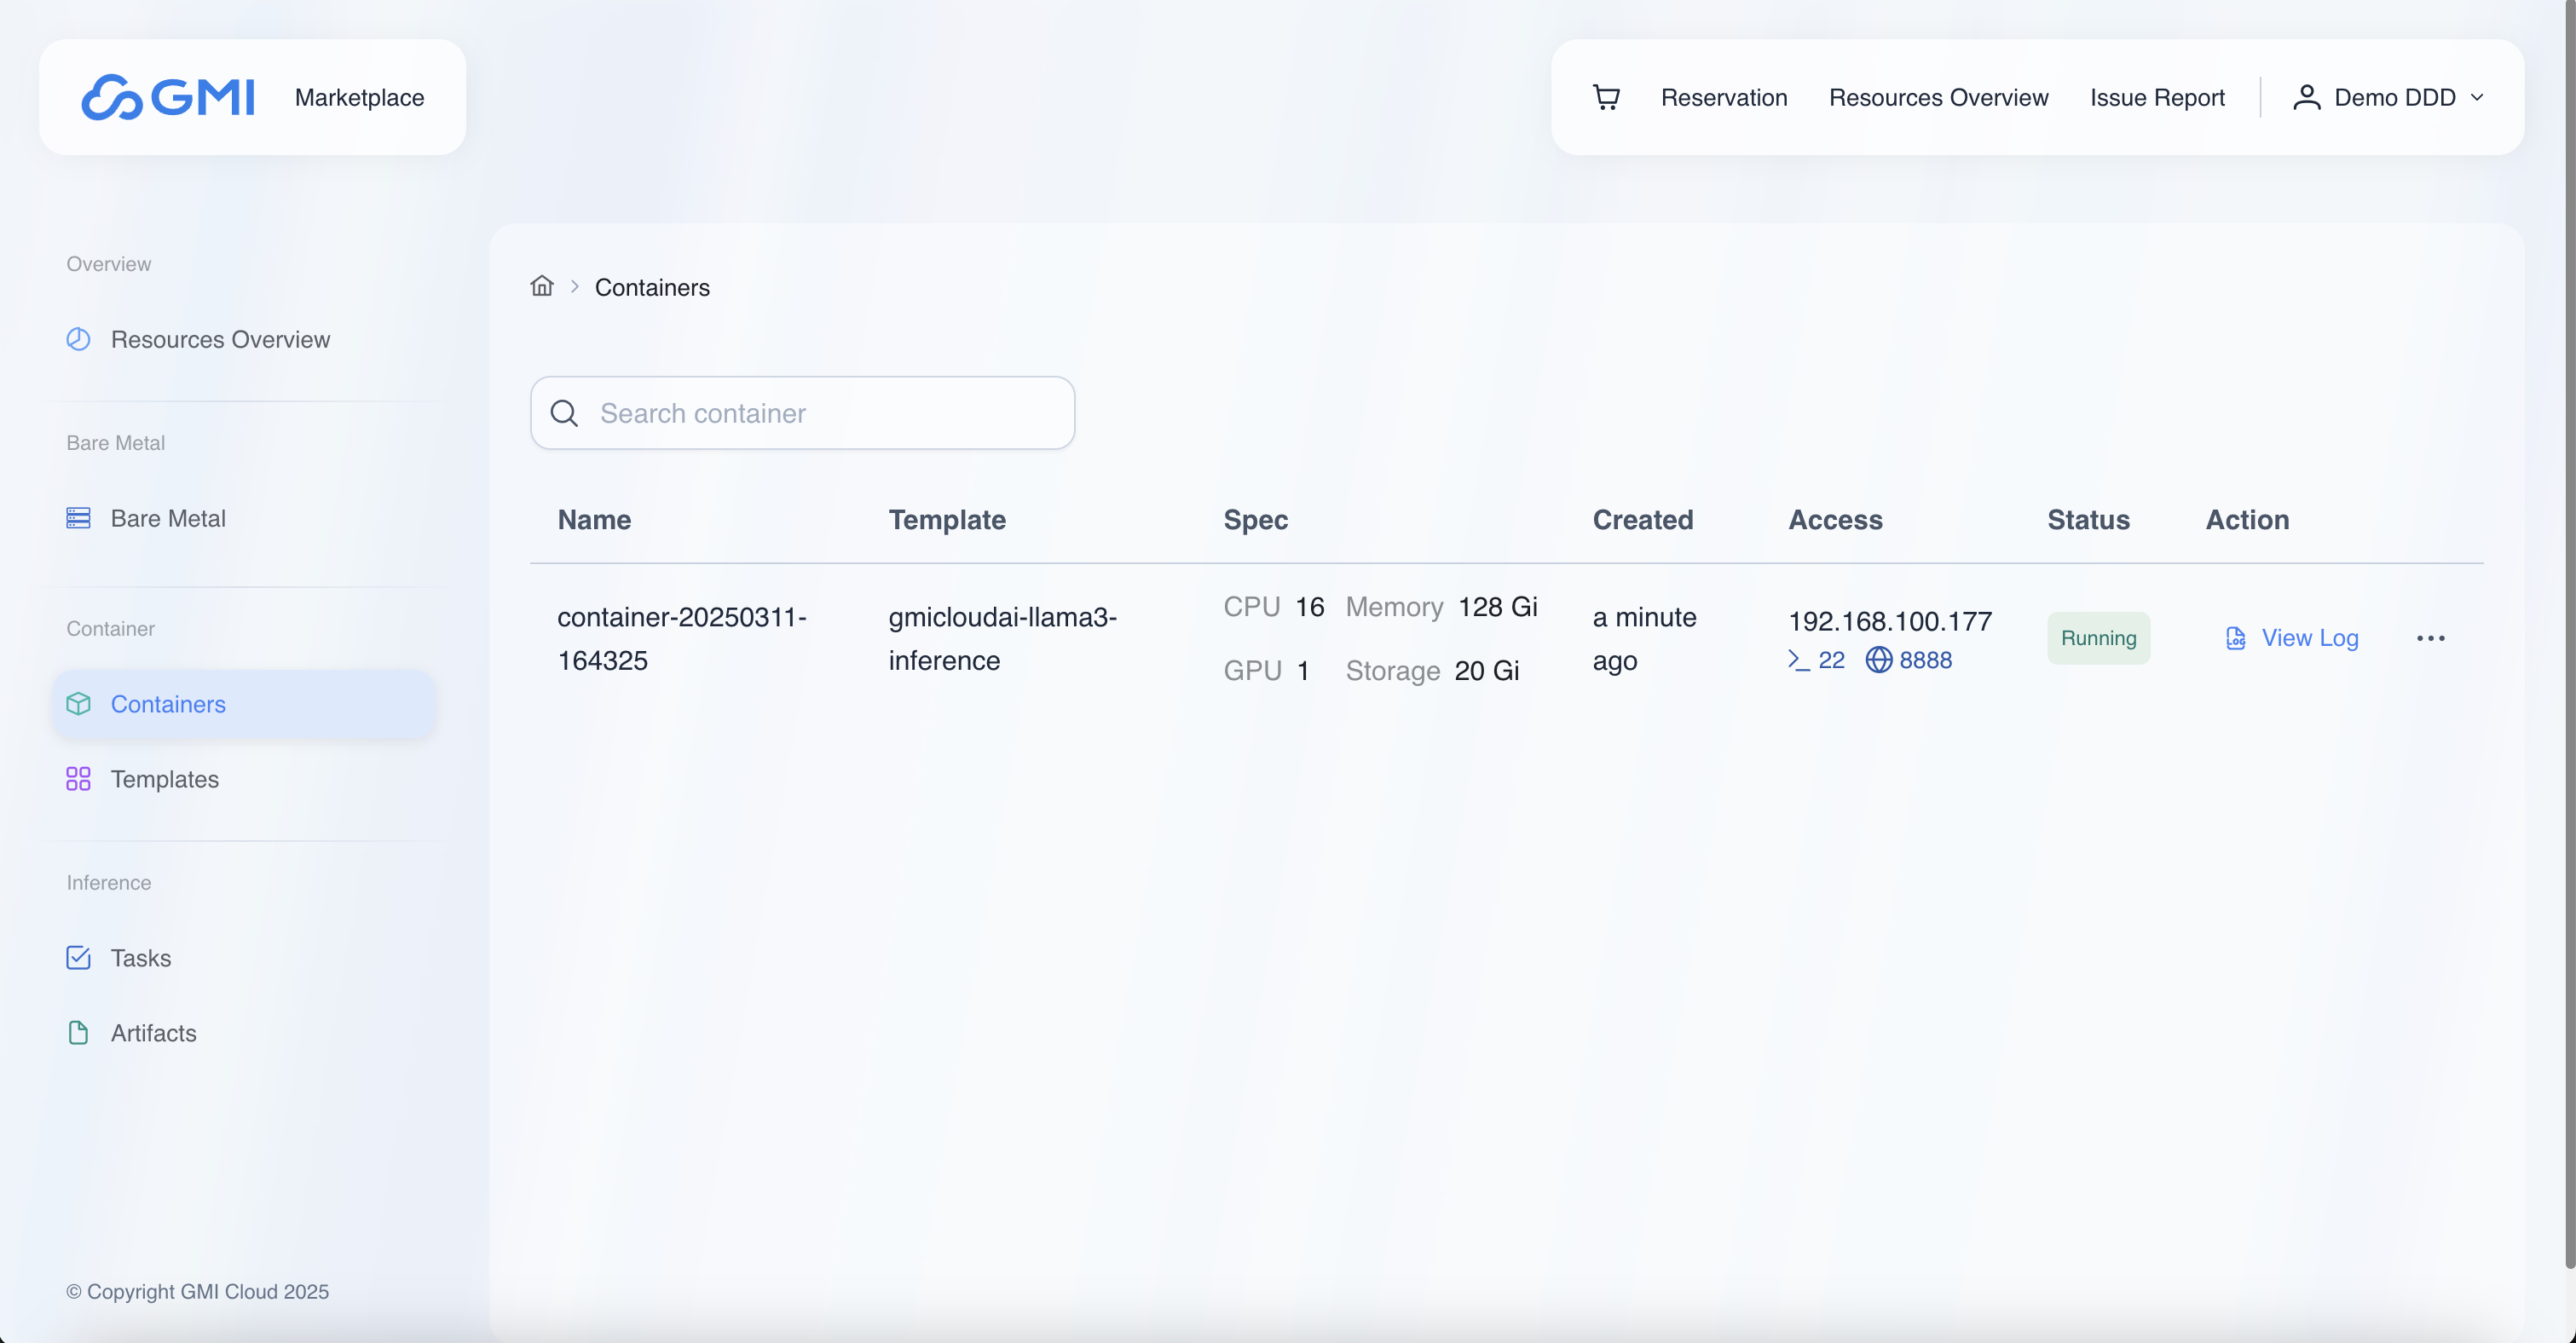 GMI
Marketplace
Reservation
Resources Overview
Issue Report
Demo DDD
Overview
Resources Overview
Bare Metal
Bare Metal
Container
Containers
Templates
Inference
Tasks
Artifacts
© Copyright GMI Cloud 2025
Containers
Search container
Name Template Spec Created Access Status Action
container-20250311-
164325
gmicloudai-llama3-
inference
CPU 16 Memory 128 Gi
GPU 1 Storage 20 Gi
a minute
ago
192.168.100.177
22 8888
Running
View Log